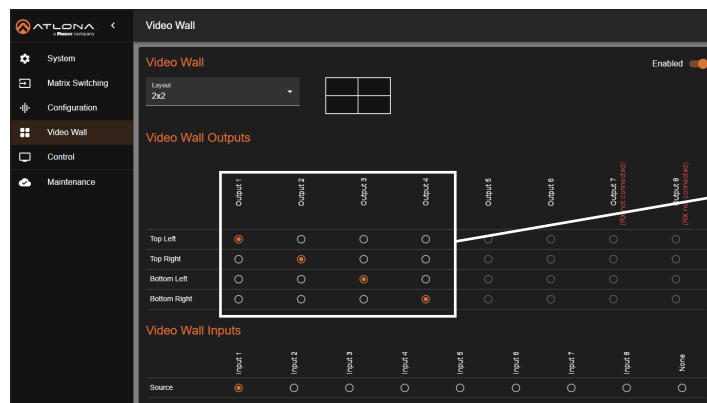 ATLONA
a Panduit company
Video Wall
System
Matrix Switching
Configuration
Video Wall
Control
Maintenance
Video Wall
Enabled
Layout
2x2
Video Wall Outputs
Output 1
Output 2
Output 3
Output 4
Output 5
Output 6
Output 7
(RX not connected)
Output 8
(RX not connected)
Top Left
Top Right
Bottom Left
Bottom Right
Video Wall Inputs
Input 1
Input 2
Input 3
Input 4
Input 5
Input 6
Input 7
Input 8
None
Source